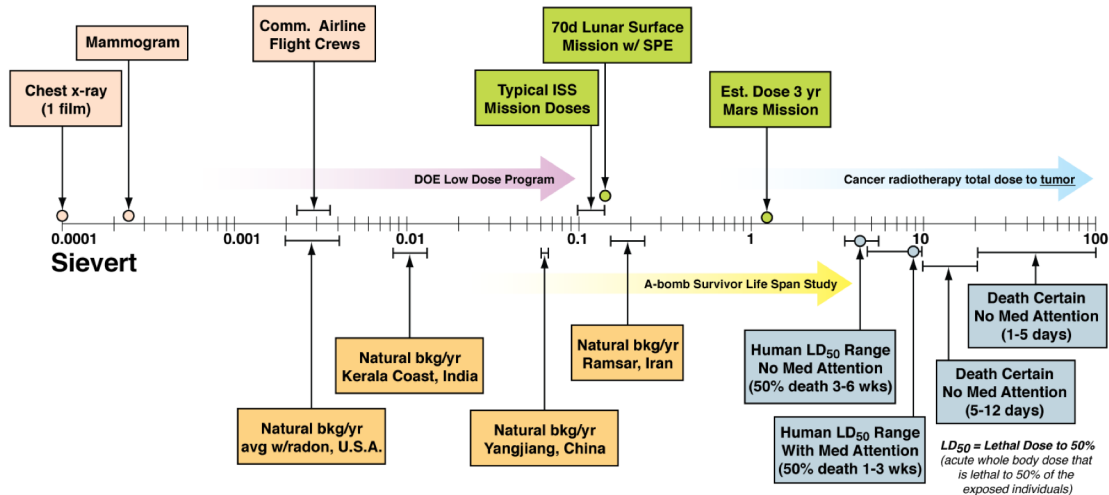 Comm. Airline
Flight Crews
70d Lunar Surface
Mission w/ SPE
Mammogram
Chest x-ray
(1 film)
Typical ISS
Mission Doses
Est. Dose 3 yr
Mars Mission
DOE Low Dose Program
Cancer radiotherapy total dose to tumor
0.0001
0.001
0.01
0.1
1
10
100
Sievert
A-bomb Survivor Life Span Study
Natural bkg/yr
avg w/radon, U.S.A.
Natural bkg/yr
Kerala Coast, India
Natural bkg/yr
Yangjiang, China
Natural bkg/yr
Ramsar, Iran
Human LD50 Range
No Med Attention
(50% death 3-6 wks)
Human LD50 Range
With Med Attention
(50% death 1-3 wks)
Death Certain
No Med Attention
(5-12 days)
Death Certain
No Med Attention
(1-5 days)
LD50 = Lethal Dose to 50%
(acute whole body dose that
is lethal to 50% of the
exposed individuals)